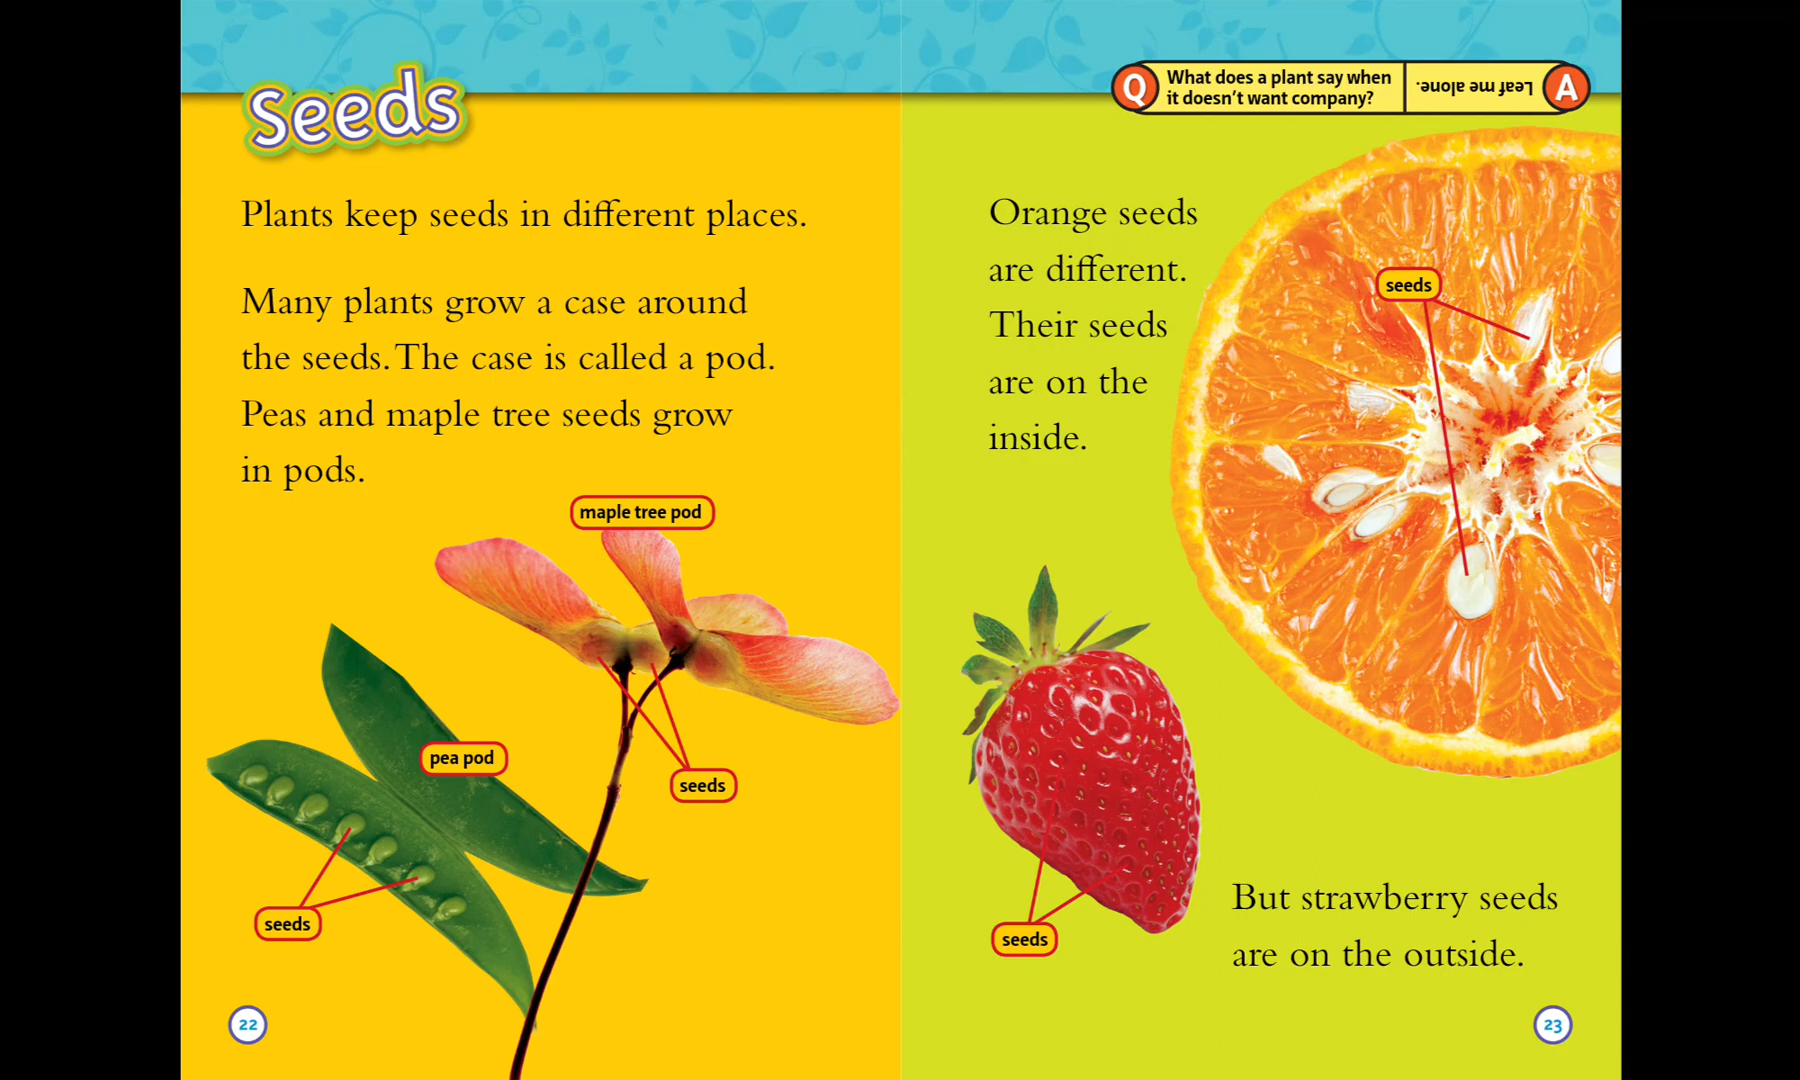 Seeds
Plants keep seeds in different places.
Many plants grow a case around
the seeds. The case is called a pod.
Peas and maple tree seeds grow
in pods.
maple tree pod
pea pod
seeds
seeds
22
Q What does a plant say when
it doesn't want company?
Leaf me alone. A
Orange seeds
are different.
Their seeds
are on the
inside.
seeds
seeds
But strawberry seeds
are on the outside.
23